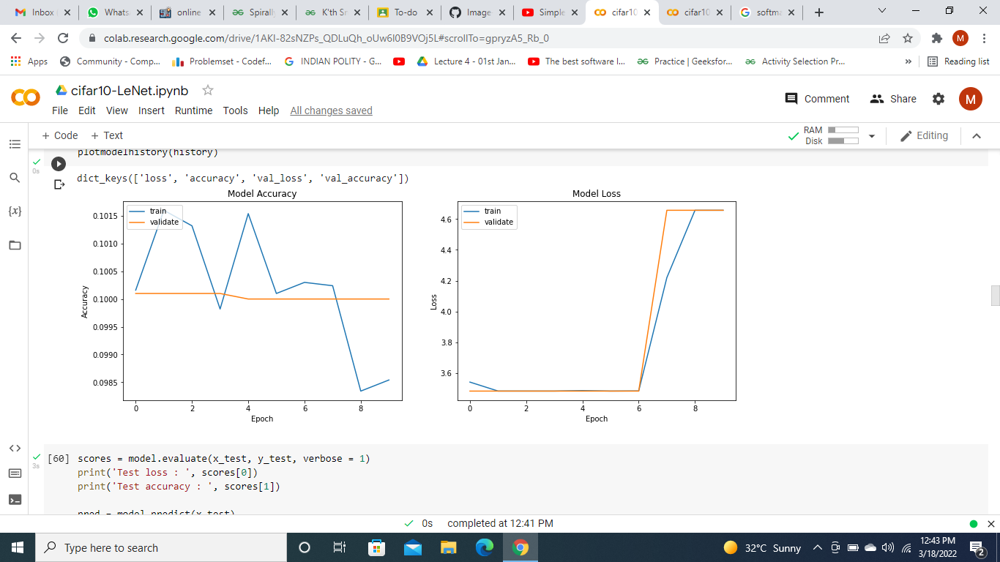 Inbox
Whats
online
Spirally
K'th Sr
To-do
Image
Simple
cifar10
cifar10
softma
colab.research.google.com/drive/1AKI-82sNZPs_QDLuQh_oUw6I0B9VOj5L#scrollTo=gpryzA5_Rb_0
M
Apps
Community - Comp...
Problemset - Codef...
INDIAN POLITY - G...
Lecture 4 - 01st Jan...
The best software l...
Practice | Geeksfor...
Activity Selection Pr...
»
Reading list
cifar10-LeNet.ipynb
Comment
Share
M
File Edit View Insert Runtime Tools Help All changes saved
+ Code + Text
RAM
Disk
Editing
plotmodelhistory(history)
0s
dict_keys(['loss', 'accuracy', 'val_loss', 'val_accuracy'])
{x}
Model Accuracy
train
validate
0.1015
0.1010
0.1005
0.1000
0.0995
0.0990
0.0985
Accuracy
0 2 4 6 8
Epoch
Model Loss
train
validate
4.6
4.4
4.2
4.0
3.8
3.6
Loss
0 2 4 6 8
Epoch
3s
[60] scores = model.evaluate(x_test, y_test, verbose = 1)
print('Test loss : ', scores[0])
print('Test accuracy : ', scores[1])
pred = model.predict(x_test)
0s completed at 12:41 PM
Type here to search
32°C Sunny
12:43 PM
3/18/2022
2